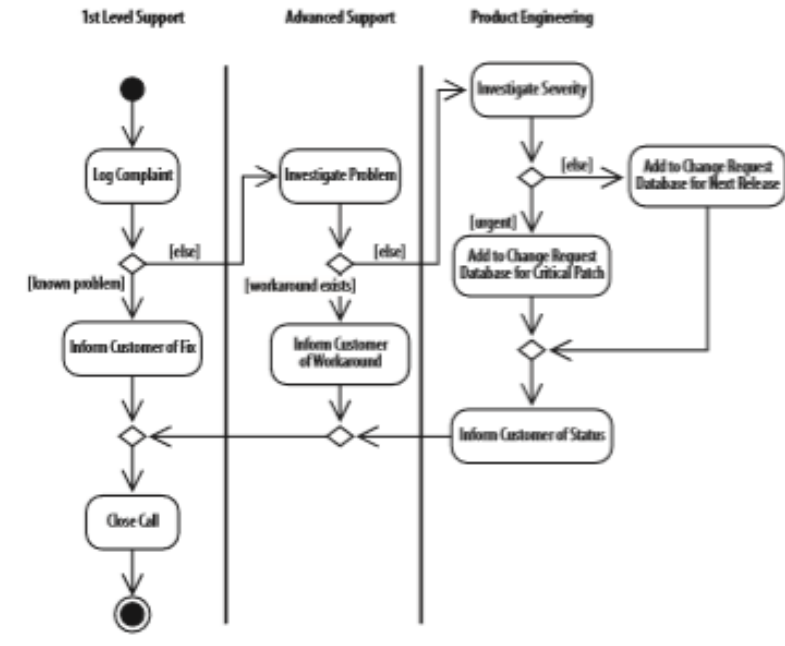 1st Level Support
Advanced Support
Product Engineering
Investigate Severity
Log Complaint
Investigate Problem
[else]
Add to Change Request
Database for Next Release
[urgent]
[else]
[else]
Add to Change Request
Database for Critical Patch
[known problem]
[workaround exists]
Inform Customer of Fix
Inform Customer
of Workaround
Inform Customer of Status
Close Call